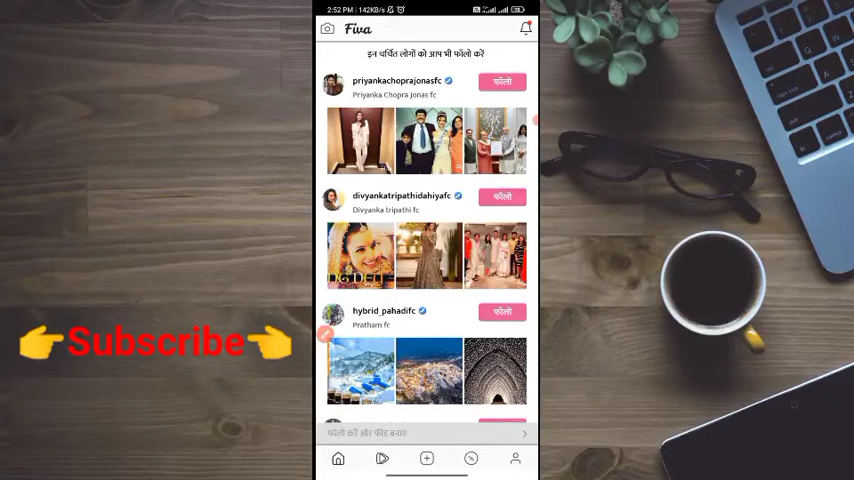 2:52 PM | 142KB/s
Fiva
इन चर्चित लोगों को आप भी फॉलो करें
priyankachoprajonasfc
फॉलो
Priyanka Chopra Jonas fc
divyankatripathidahiyafc
फॉलो
Divyanka tripathi fc
hybrid_pahadifc
फॉलो
Pratham fc
👉Subscribe👈
फॉलो करें और फीड बनाएं